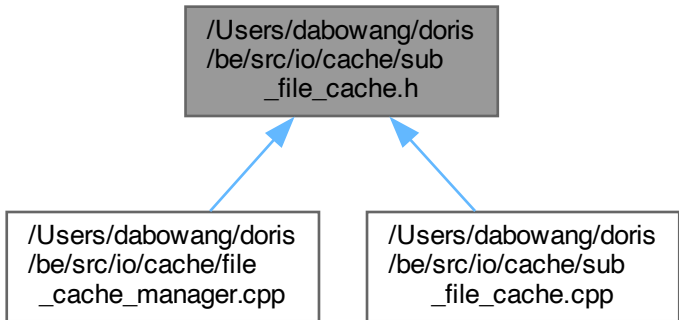 /Users/dabowang/doris
/be/src/io/cache/sub
_file_cache.h
/Users/dabowang/doris
/be/src/io/cache/file
_cache_manager.cpp
/Users/dabowang/doris
/be/src/io/cache/sub
_file_cache.cpp